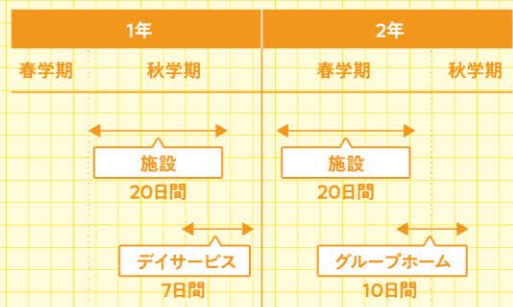 1年 2年
春学期 秋学期 春学期 秋学期
施設 施設
20日間 20日間
デイサービス グループホーム
7日間 10日間